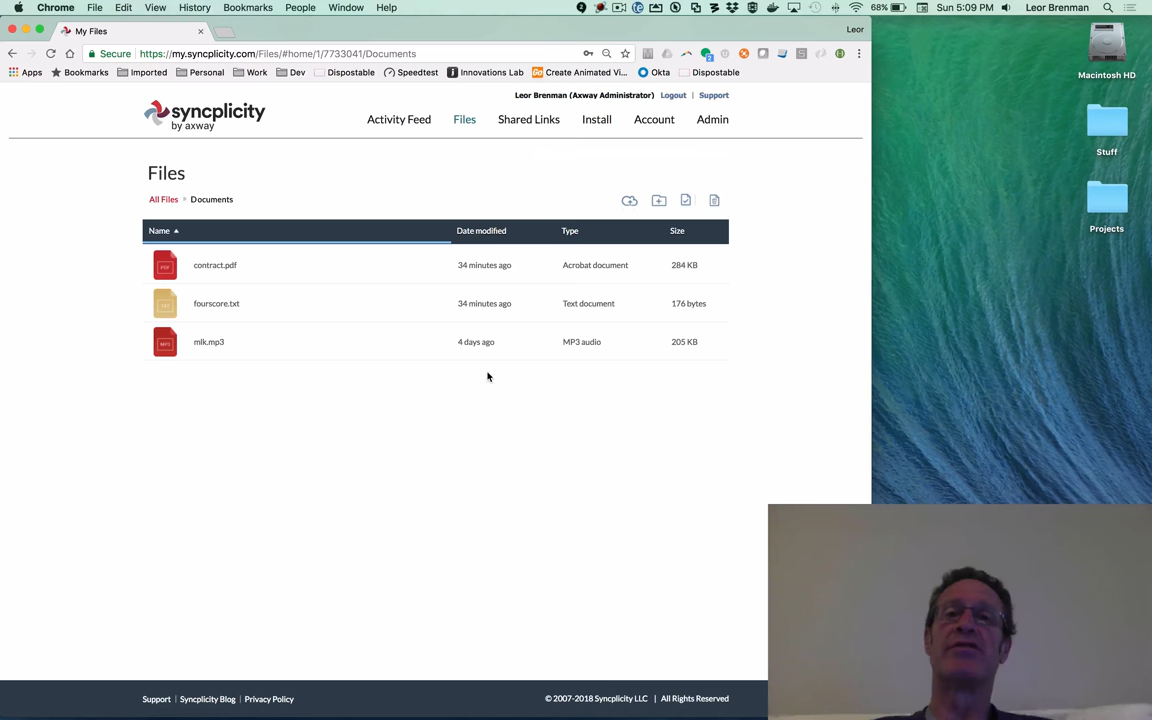 Chrome File Edit View History Bookmarks People Window Help 68% Sun 5:09 PM Leor Brenman
My Files Leor
Secure https://my.syncplicity.com/Files/#home/1/7733041/Documents
Apps Bookmarks Imported Personal Work Dev Disposable Speedtest Innovations Lab Create Animated Vi... Okta Disposable
Macintosh HD
Stuff
Projects
Leor Brenman (Axway Administrator) Logout | Support
syncplicity
by axway
Activity Feed Files Shared Links Install Account Admin
Files
All Files Documents
Name Date modified Type Size
PDF contract.pdf 34 minutes ago Acrobat document 284 KB
TXT fourscore.txt 34 minutes ago Text document 176 bytes
MP3 mlk.mp3 4 days ago MP3 audio 205 KB
Support | Syncplicity Blog | Privacy Policy © 2007-2018 Syncplicity LLC | All Rights Reserved